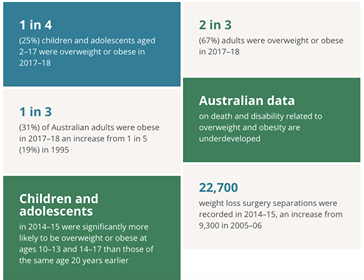 1 in 4
(25%) children and adolescents aged
2–17 were overweight or obese in
2017–18
1 in 3
(31%) of Australian adults were obese
in 2017–18 an increase from 1 in 5
(19%) in 1995
Children and
adolescents
in 2014–15 were significantly more
likely to be overweight or obese at
ages 10–13 and 14–17 than those of
the same age 20 years earlier
2 in 3
(67%) adults were overweight or obese
in 2017–18
Australian data
on death and disability related to
overweight and obesity are
underdeveloped
22,700
weight loss surgery separations were
recorded in 2014–15, an increase from
9,300 in 2005–06